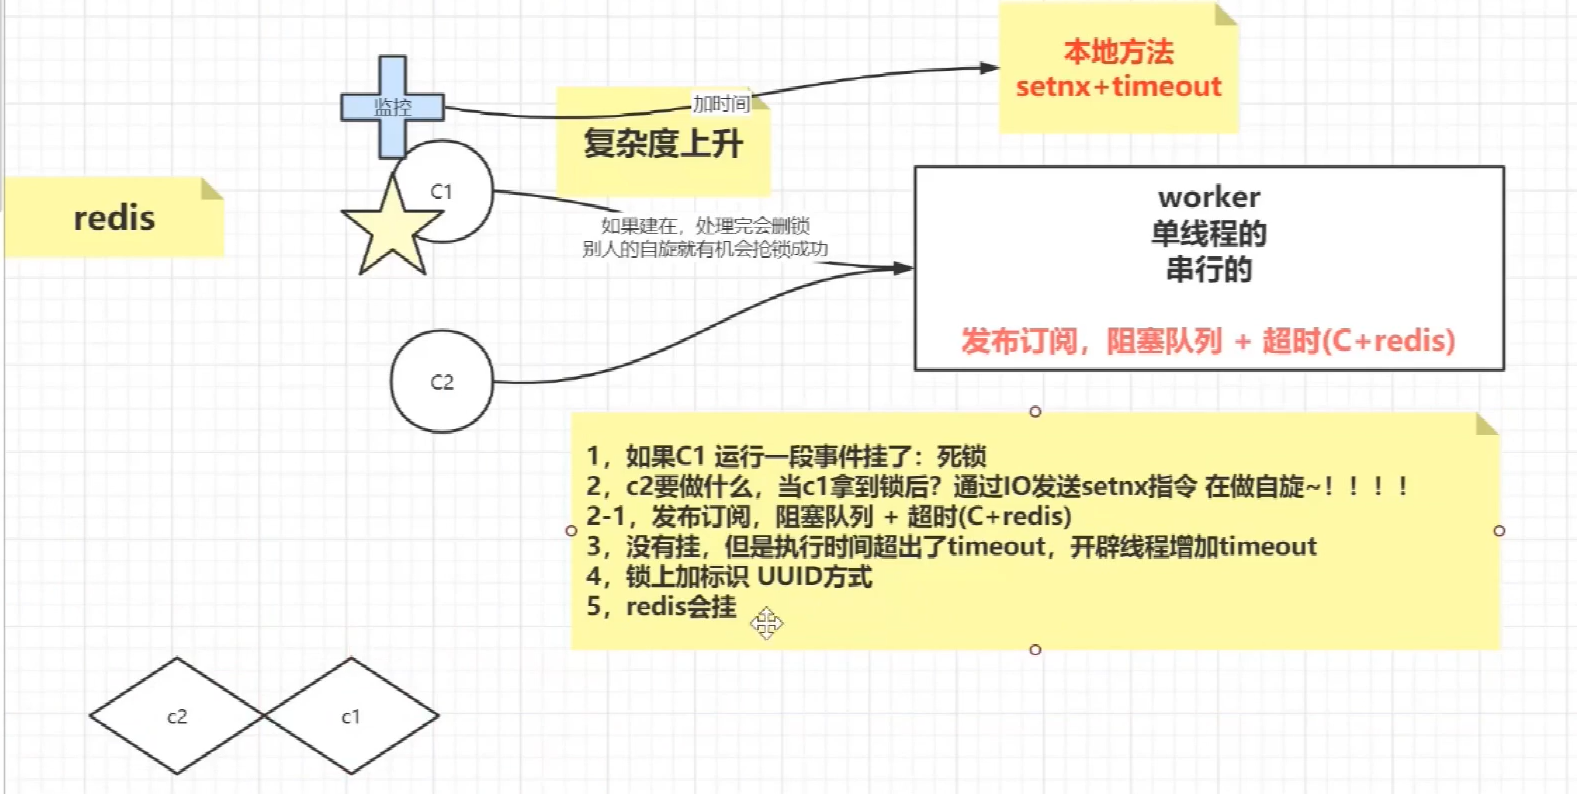 本地方法
setnx+timeout
监控
加时间
复杂度上升
C1
redis
如果建在，处理完会删锁
别人的自旋就有机会抢锁成功
worker
单线程的
串行的
发布订阅，阻塞队列 + 超时(C+redis)
C2
1，如果C1 运行一段事件挂了：死锁
2，c2要做什么，当c1拿到锁后？通过IO发送setnx指令 在做自旋~！！！！
2-1，发布订阅，阻塞队列 + 超时(C+redis)
3，没有挂，但是执行时间超出了timeout，开辟线程增加timeout
4，锁上加标识 UUID方式
5，redis会挂
c2
c1